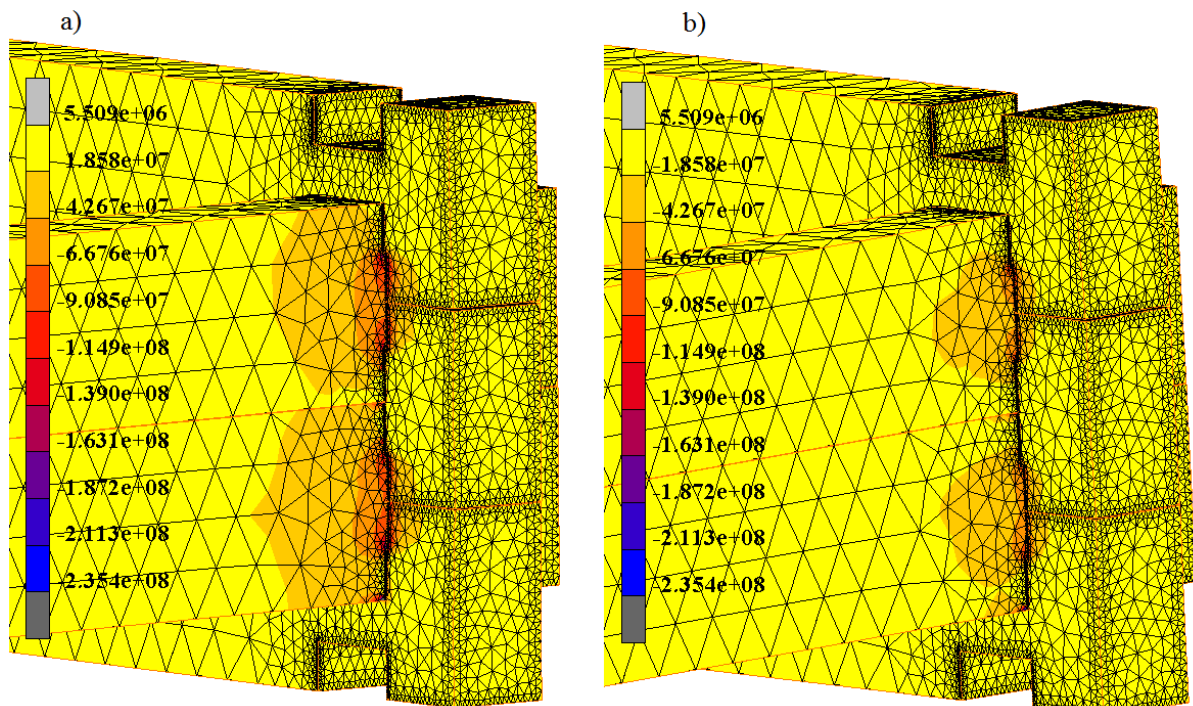 a)
5.509e+06
1.858e+07
-4.267e+07
-6.676e+07
-9.085e+07
-1.149e+08
-1.390e+08
-1.631e+08
-1.872e+08
-2.113e+08
2.354e+08
b)
5.509e+06
1.858e+07
-4.267e+07
-6.676e+07
-9.085e+07
-1.149e+08
-1.390e+08
-1.631e+08
-1.872e+08
-2.113e+08
2.354e+08